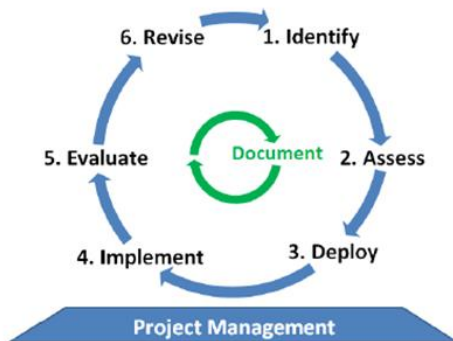 1. Identify
2. Assess
3. Deploy
4. Implement
5. Evaluate
6. Revise
Document
Project Management